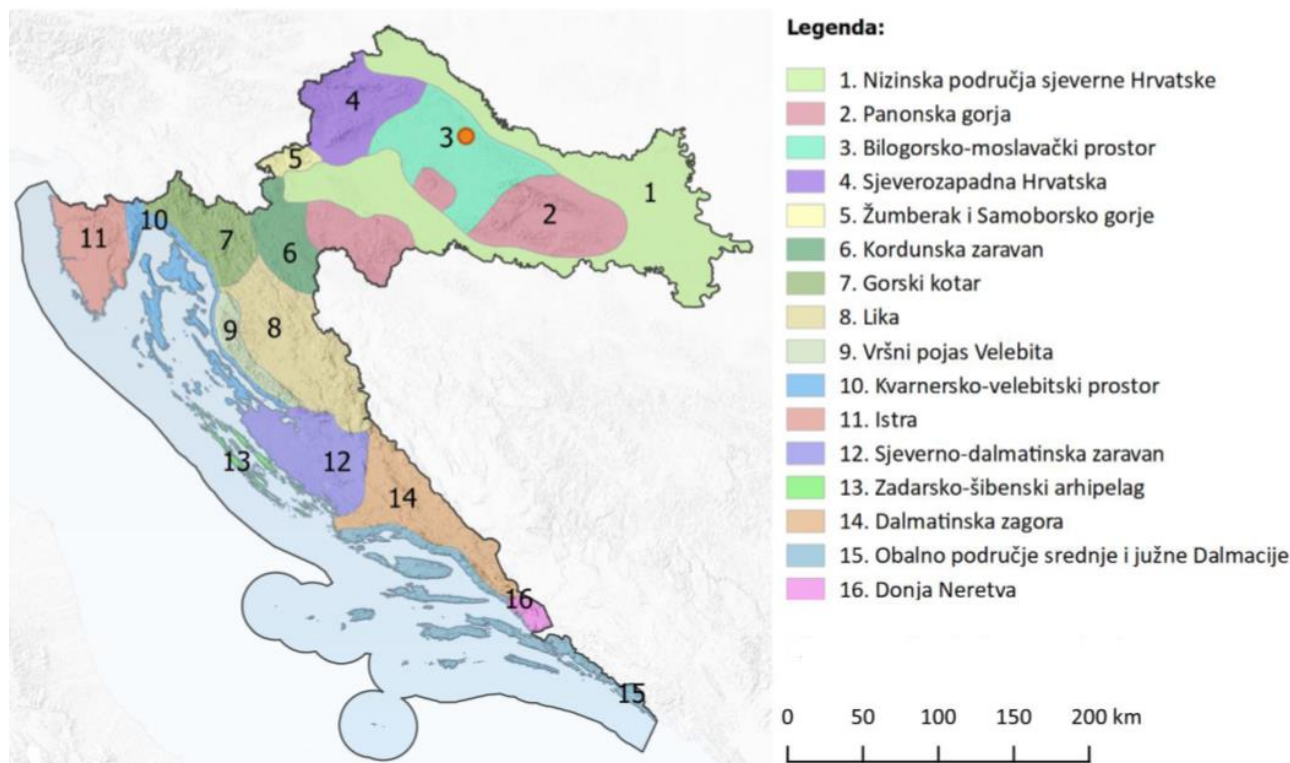 Legenda:
1. Nizinska područja sjeverne Hrvatske
2. Panonska gorja
3. Bilogorsko-moslavački prostor
4. Sjeverozapadna Hrvatska
5. Žumberak i Samoborsko gorje
6. Kordunska zaravan
7. Gorski kotar
8. Lika
9. Vršni pojas Velebita
10. Kvarnersko-velebitski prostor
11. Istra
12. Sjeverno-dalmatinska zaravan
13. Zadarsko-šibenski arhipelag
14. Dalmatinska zagora
15. Obalno područje srednje i južne Dalmacije
16. Donja Neretva
0 50 100 150 200 km
4
3
5
1
10
2
11
7
6
9
8
13
12
14
16
15